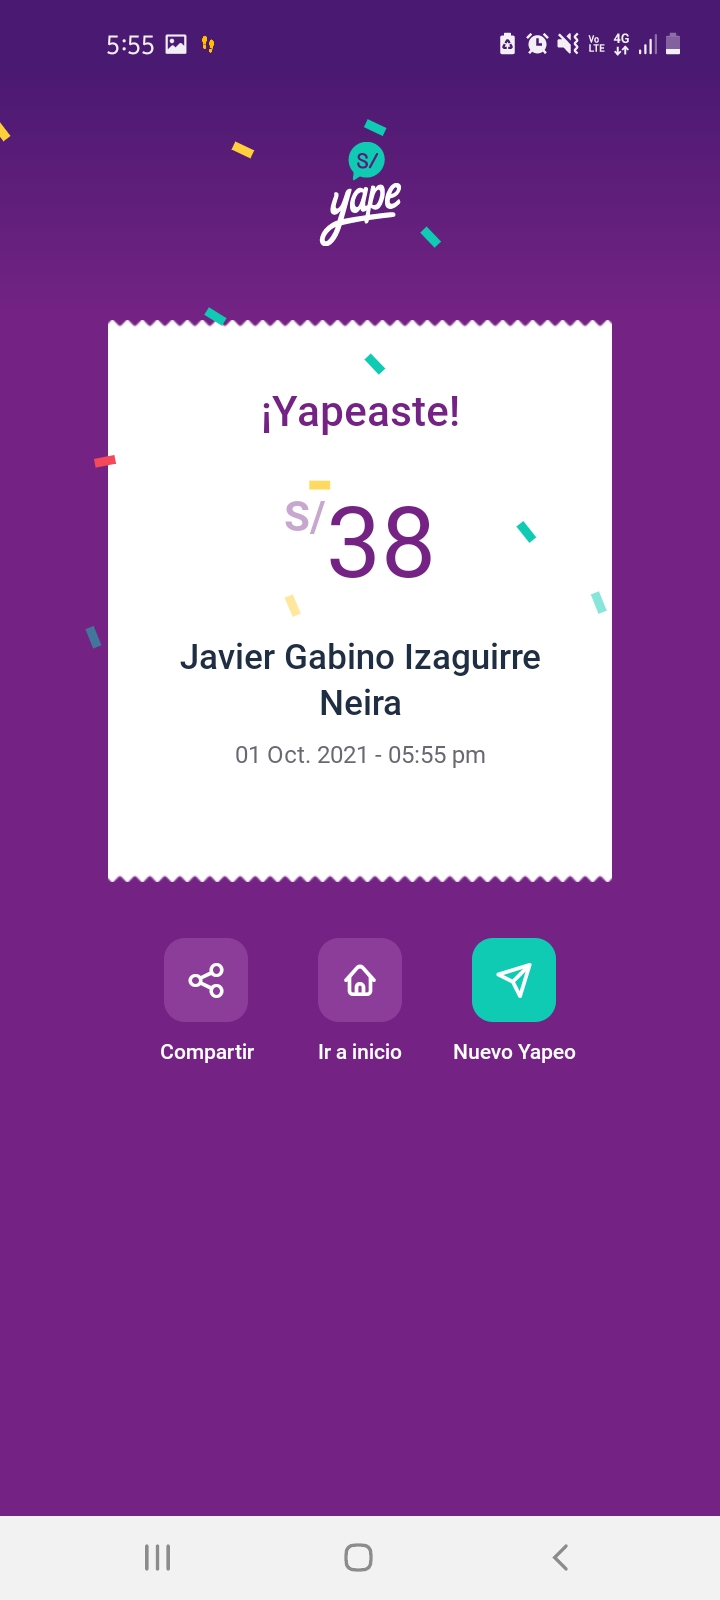 5:55
Vo
LTE
4G
S/
yape
¡Yapeaste!
S/38
Javier Gabino Izaguirre
Neira
01 Oct. 2021 - 05:55 pm
Compartir
Ir a inicio
Nuevo Yapeo